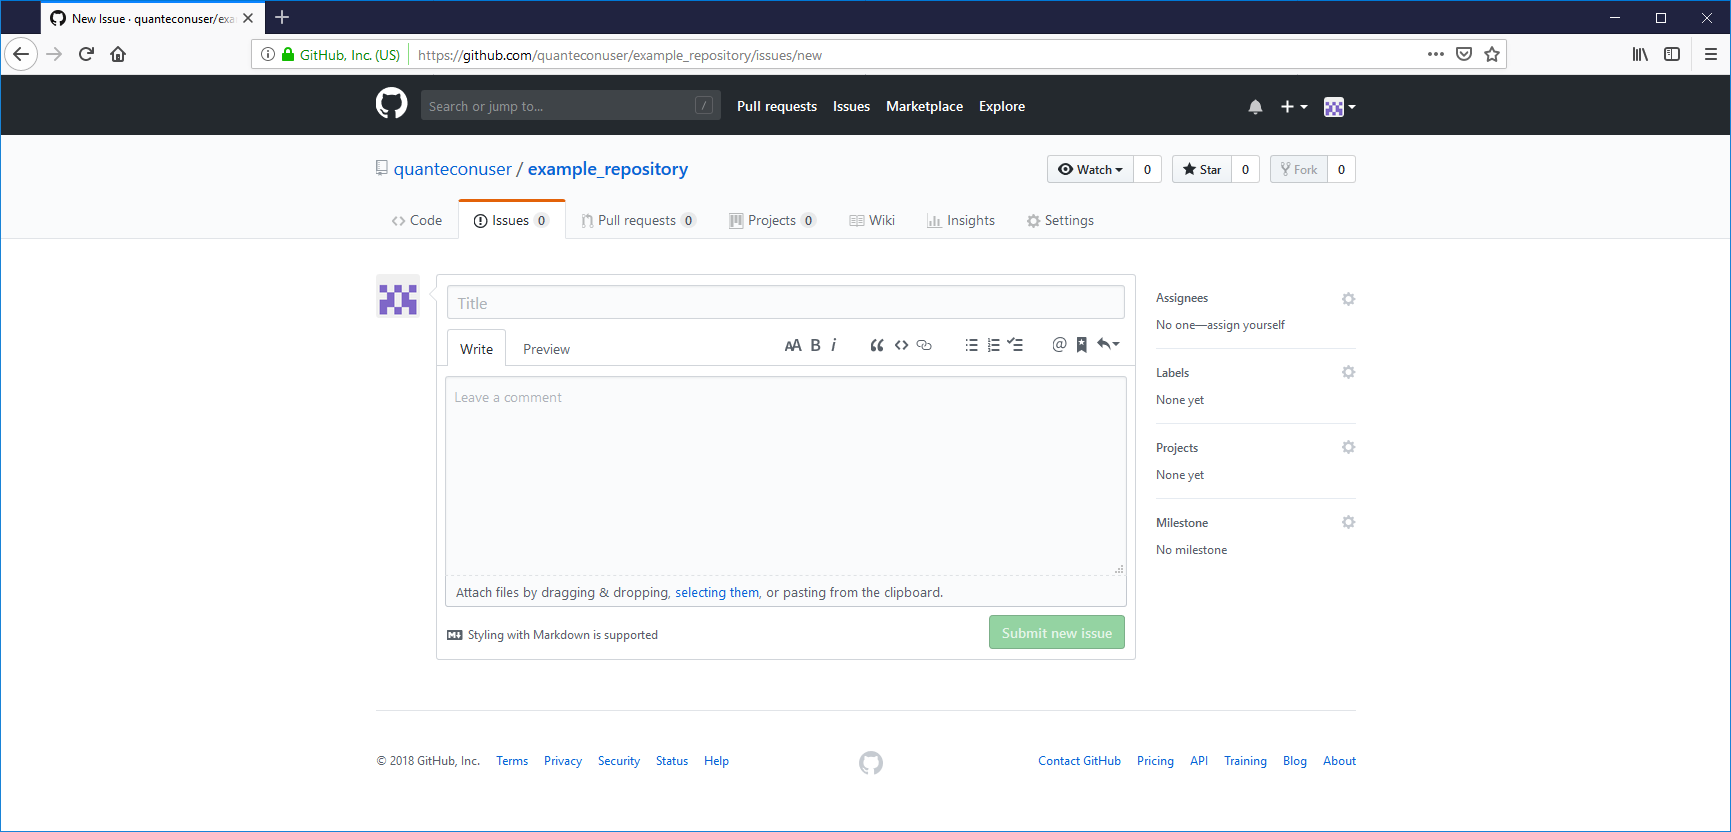 New Issue · quanteconuser/exa
GitHub, Inc. (US) https://github.com/quanteconuser/example_repository/issues/new
Search or jump to... / Pull requests Issues Marketplace Explore
quanteconuser / example_repository Watch 0 Star 0 Fork 0
Code Issues 0 Pull requests 0 Projects 0 Wiki Insights Settings
Title
Write Preview AA B i @
Leave a comment
Attach files by dragging & dropping, selecting them, or pasting from the clipboard.
Styling with Markdown is supported Submit new issue
Assignees
No one—assign yourself
Labels
None yet
Projects
None yet
Milestone
No milestone
© 2018 GitHub, Inc. Terms Privacy Security Status Help Contact GitHub Pricing API Training Blog About